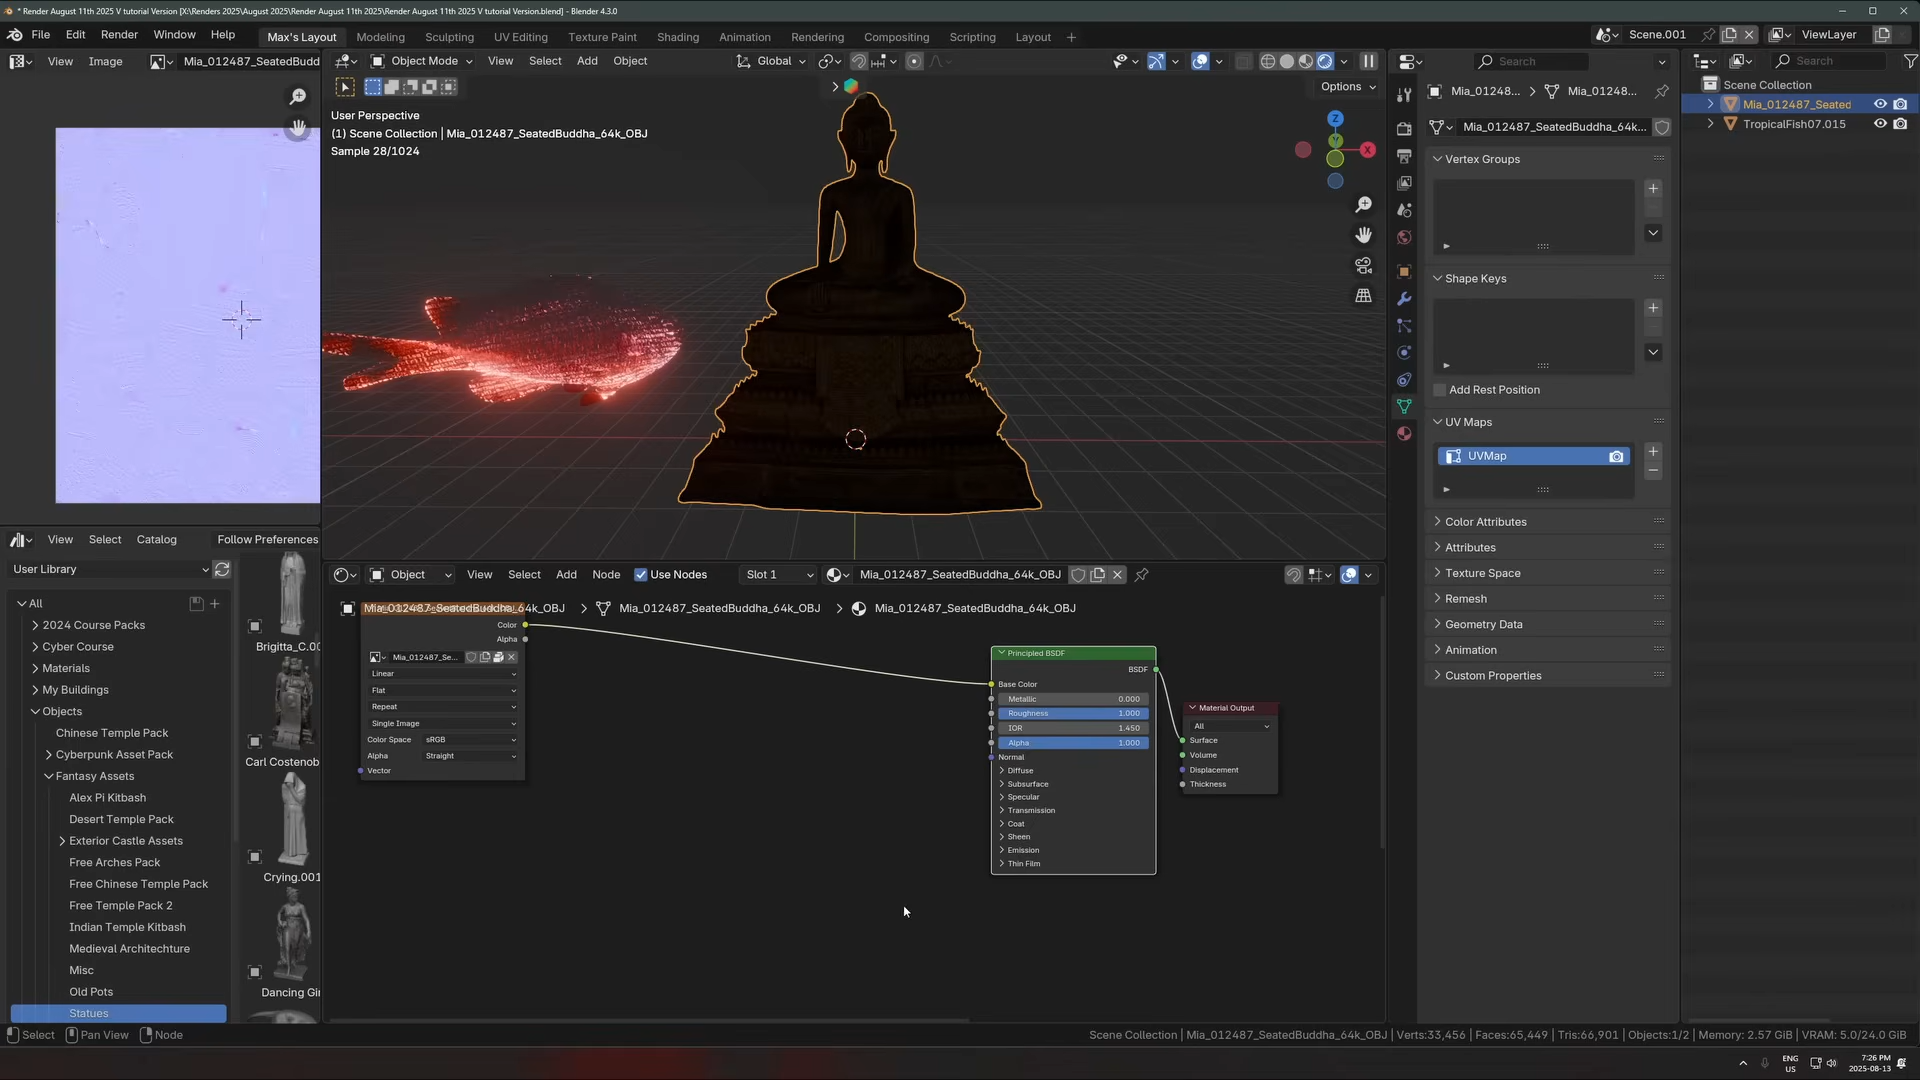 * Render August 11th 2025 V tutorial Version [X:\Renders 2025\August 2025\Render August 11th 2025\Render August 11th 2025 V tutorial Version.blend] - Blender 4.3.0
File Edit Render Window Help
Max's Layout Modeling Sculpting UV Editing Texture Paint Shading Animation Rendering Compositing Scripting Layout +
Scene.001 ViewLayer
View Image Mia_012487_SeatedBudd
Object Mode View Select Add Object Global
Options
Search
Search
User Perspective
(1) Scene Collection | Mia_012487_SeatedBuddha_64k_OBJ
Sample 28/1024
Z
Y
X
Mia_01248... Mia_01248...
Mia_012487_SeatedBuddha_64k...
Vertex Groups
Shape Keys
Add Rest Position
UV Maps
UVMap
Color Attributes
Attributes
Texture Space
Remesh
Geometry Data
Animation
Custom Properties
Scene Collection
Mia_012487_Seated
TropicalFish07.015
View Select Catalog Follow Preferences
User Library
All
2024 Course Packs
Cyber Course
Materials
My Buildings
Objects
Chinese Temple Pack
Cyberpunk Asset Pack
Fantasy Assets
Alex Pi Kitbash
Desert Temple Pack
Exterior Castle Assets
Free Arches Pack
Free Chinese Temple Pack
Free Temple Pack 2
Indian Temple Kitbash
Medieval Architechture
Misc
Old Pots
Statues
Brigitta_C.00
Carl Costenob
Crying.001
Dancing Gi
Object View Select Add Node Use Nodes Slot 1 Mia_012487_SeatedBuddha_64k_OBJ
Mia_012487_SeatedBuddha_64k_OBJ Mia_012487_SeatedBuddha_64k_OBJ Mia_012487_SeatedBuddha_64k_OBJ
Color
Alpha
Mia_012487_Se...
Linear
Flat
Repeat
Single Image
Color Space sRGB
Alpha Straight
Vector
Principled BSDF
BSDF
Base Color
Metallic 0.000
Roughness 1.000
IOR 1.450
Alpha 1.000
Normal
Diffuse
Subsurface
Specular
Transmission
Coat
Sheen
Emission
Thin Film
Material Output
All
Surface
Volume
Displacement
Thickness
Select Pan View Node
Scene Collection | Mia_012487_SeatedBuddha_64k_OBJ | Verts:33,456 | Faces:65,449 | Tris:66,901 | Objects:1/2 | Memory: 2.57 GiB | VRAM: 5.0/24.0 GiB
ENG
US
7:26 PM
2025-08-13